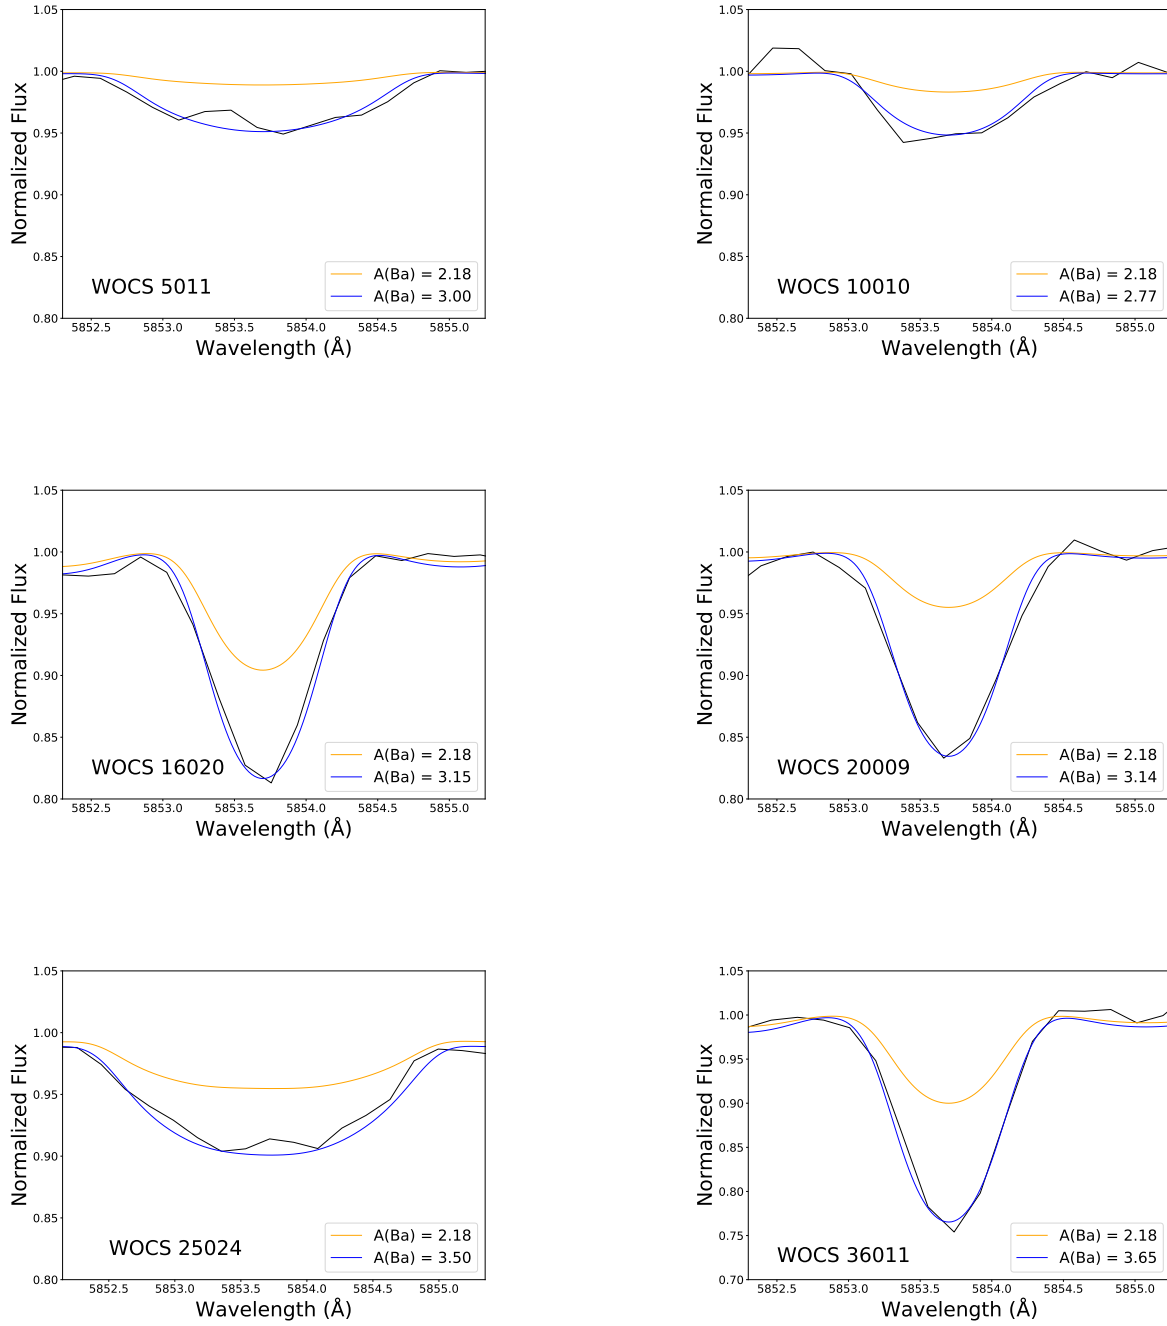 1.05
1.00
0.95
0.90
0.85
0.80
Normalized Flux
WOCS 5011
A(Ba) = 2.18
A(Ba) = 3.00
5852.5 5853.0 5853.5 5854.0 5854.5 5855.0
Wavelength (Å)
1.05
1.00
0.95
0.90
0.85
0.80
Normalized Flux
WOCS 10010
A(Ba) = 2.18
A(Ba) = 2.77
5852.5 5853.0 5853.5 5854.0 5854.5 5855.0
Wavelength (Å)
1.05
1.00
0.95
0.90
0.85
0.80
Normalized Flux
WOCS 16020
A(Ba) = 2.18
A(Ba) = 3.15
5852.5 5853.0 5853.5 5854.0 5854.5 5855.0
Wavelength (Å)
1.05
1.00
0.95
0.90
0.85
0.80
Normalized Flux
WOCS 20009
A(Ba) = 2.18
A(Ba) = 3.14
5852.5 5853.0 5853.5 5854.0 5854.5 5855.0
Wavelength (Å)
1.05
1.00
0.95
0.90
0.85
0.80
Normalized Flux
WOCS 25024
A(Ba) = 2.18
A(Ba) = 3.50
5852.5 5853.0 5853.5 5854.0 5854.5 5855.0
Wavelength (Å)
1.05
1.00
0.95
0.90
0.85
0.80
0.75
0.70
Normalized Flux
WOCS 36011
A(Ba) = 2.18
A(Ba) = 3.65
5852.5 5853.0 5853.5 5854.0 5854.5 5855.0
Wavelength (Å)